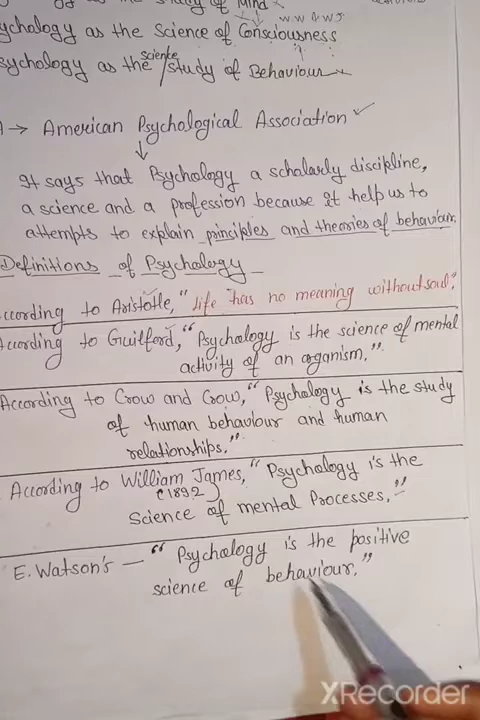 Study of Mind ×
W.W & W.J
Psychology as the Science of Consciousness
Psychology as the science/study of Behaviour ×
A → American Psychological Association ✓
↓
It says that Psychology a scholarly discipline,
a science and a profession because it help us to
attempts to explain principles and theories of behaviour.
Definitions of Psychology
According to Aristotle, "life has no meaning without soul".
According to Guilford, "Psychology is the science of mental
activity of an organism."
According to Crow and Crow, "Psychology is the study
of human behaviour and human
relationships."
According to William James, "Psychology is the
(1892)
Science of mental Processes."
E. Watson's — "Psychology is the positive
science of behaviour."
XRecorder